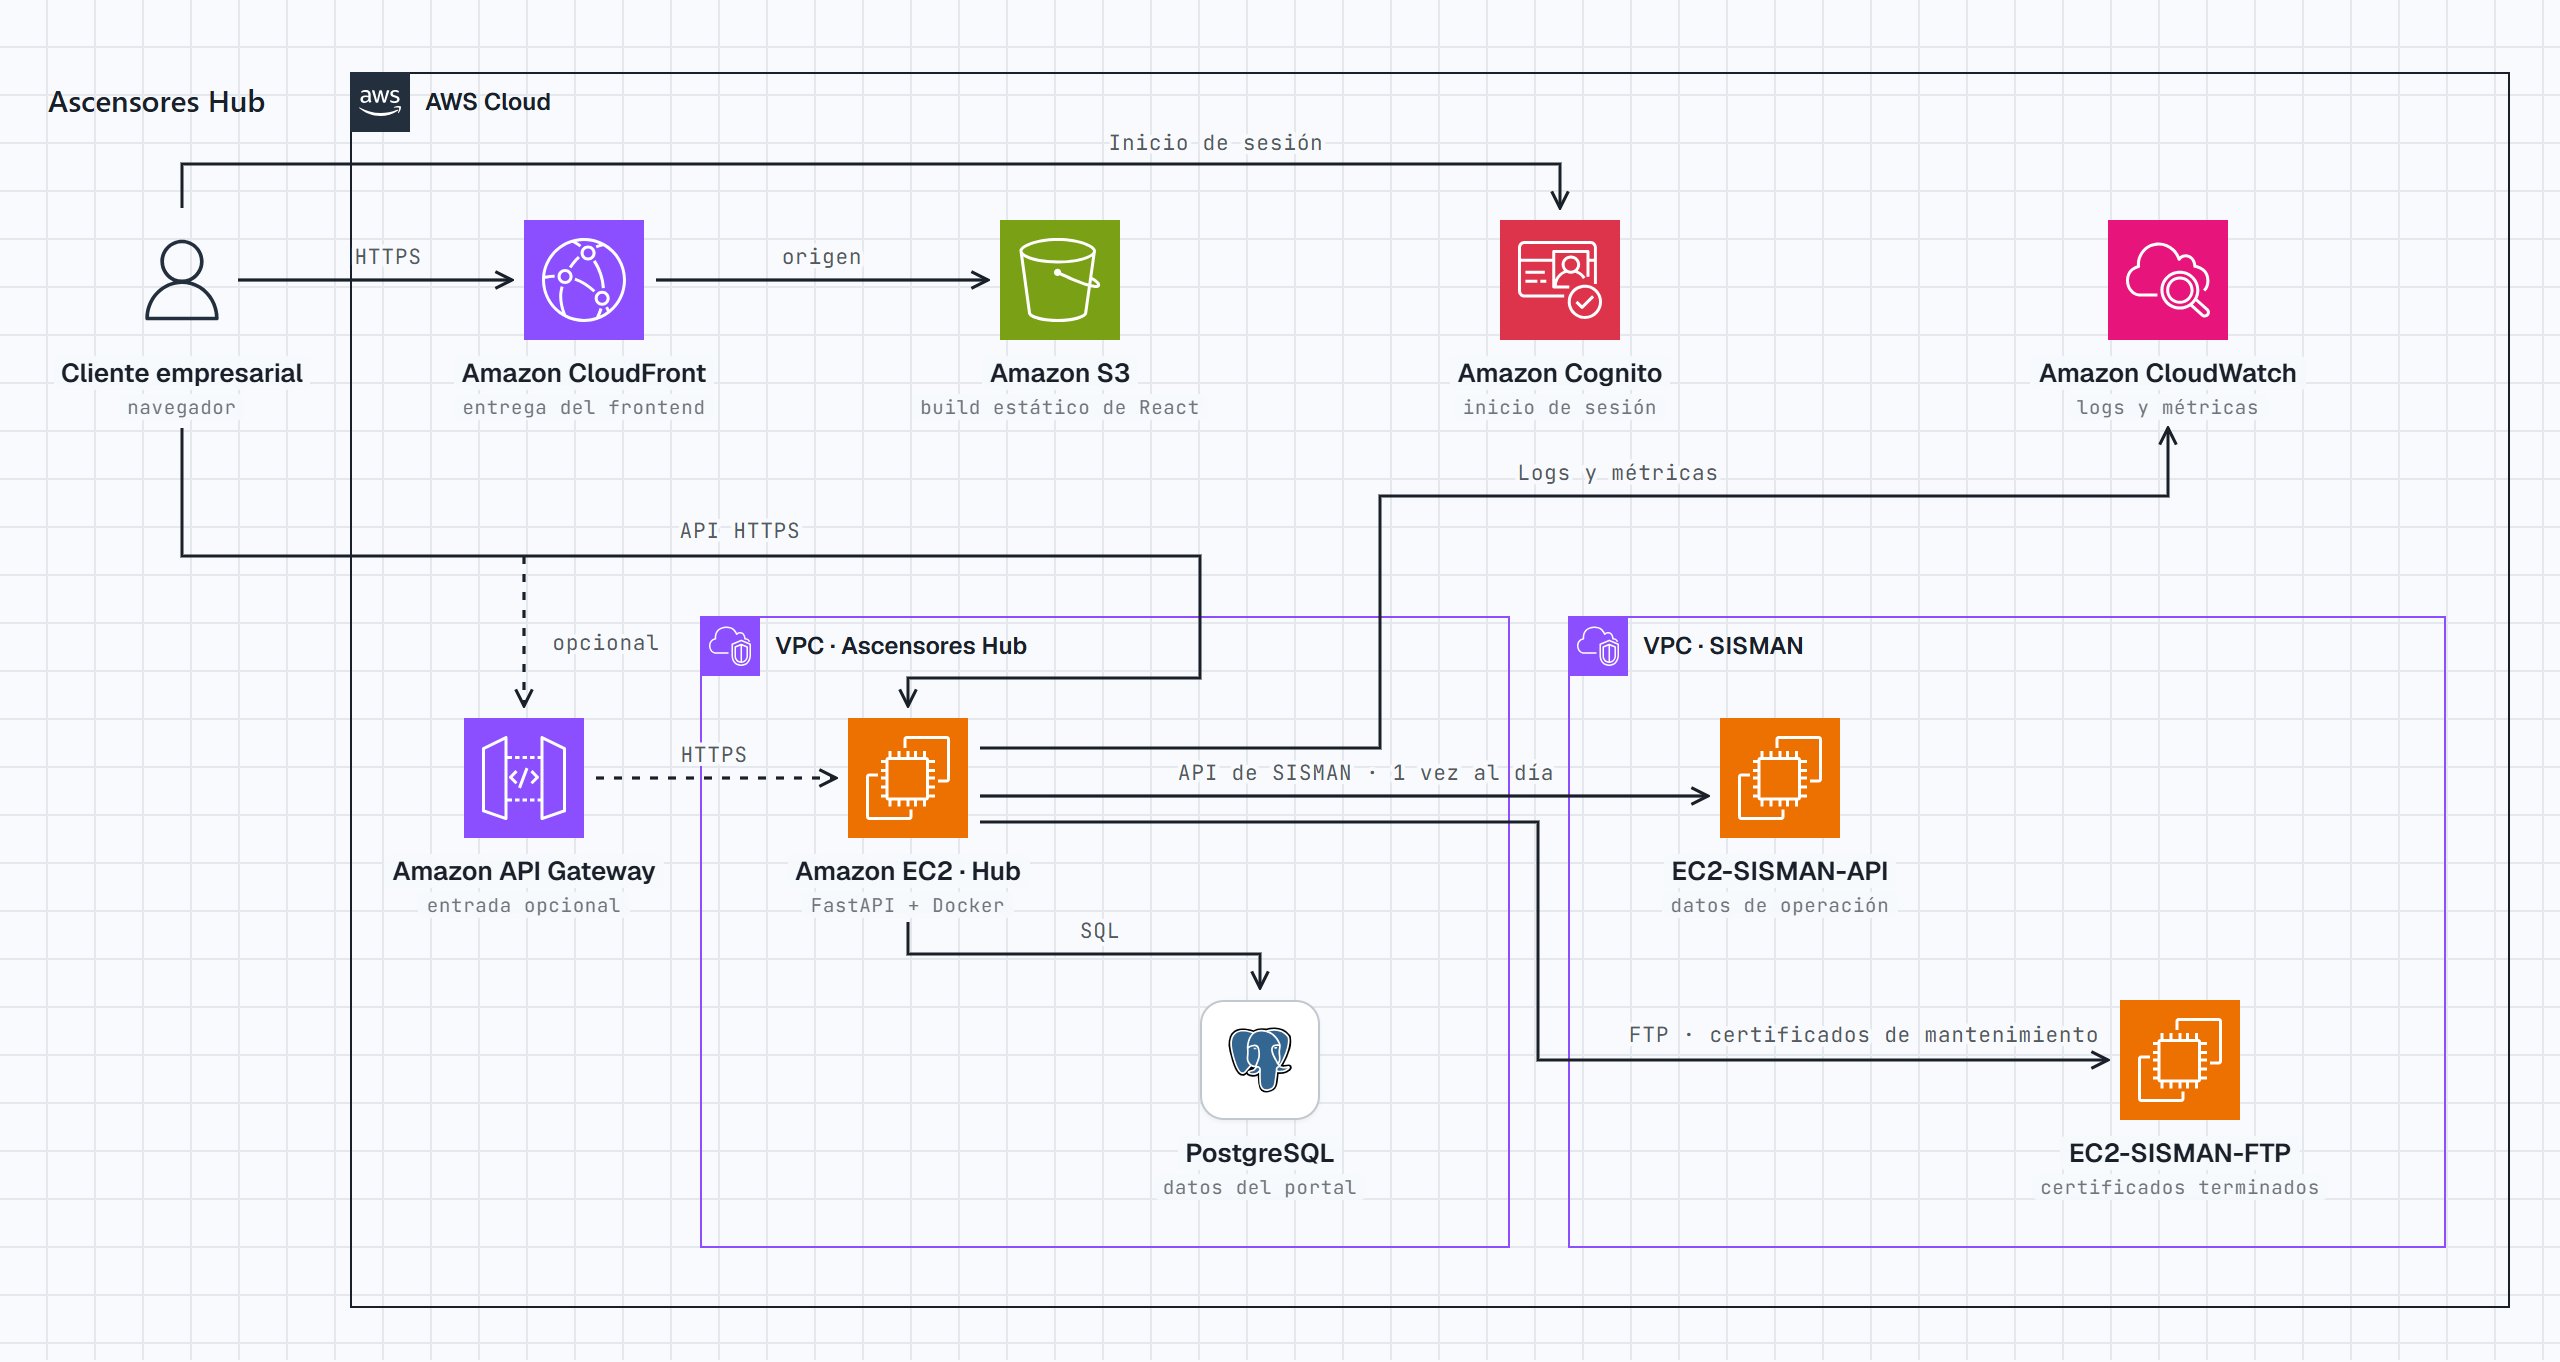 Ascensores Hub
aws
AWS Cloud
Inicio de sesión
HTTPS
origen
Cliente empresarial
navegador
Amazon CloudFront
entrega del frontend
Amazon S3
build estático de React
Amazon Cognito
inicio de sesión
Amazon CloudWatch
logs y métricas
Logs y métricas
API HTTPS
opcional
VPC · Ascensores Hub
VPC · SISMAN
HTTPS
API de SISMAN · 1 vez al día
Amazon API Gateway
entrada opcional
Amazon EC2 · Hub
FastAPI + Docker
EC2-SISMAN-API
datos de operación
SQL
FTP · certificados de mantenimiento
PostgreSQL
datos del portal
EC2-SISMAN-FTP
certificados terminados